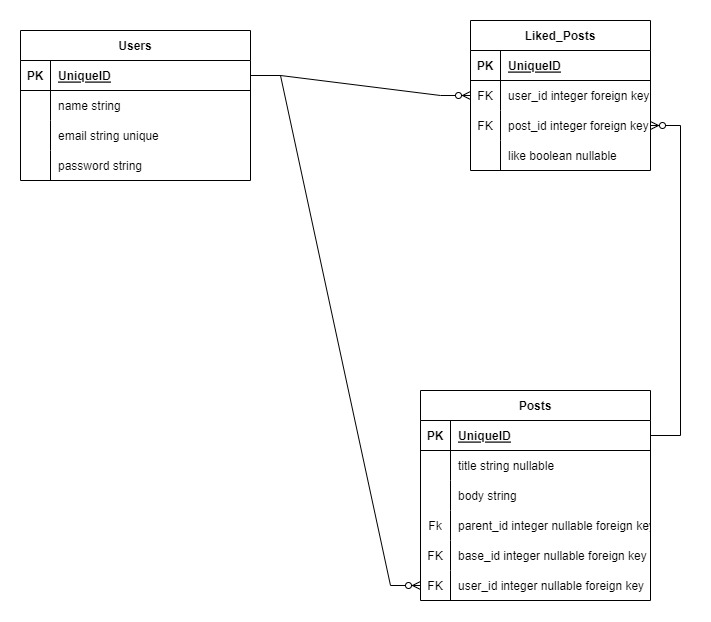 Users
PK UniqueID
name string
email string unique
password string
Liked_Posts
PK UniqueID
FK user_id integer foreign key
FK post_id integer foreign key
like boolean nullable
Posts
PK UniqueID
title string nullable
body string
Fk parent_id integer nullable foreign ke
FK base_id integer nullable foreign key
FK user_id integer nullable foreign key